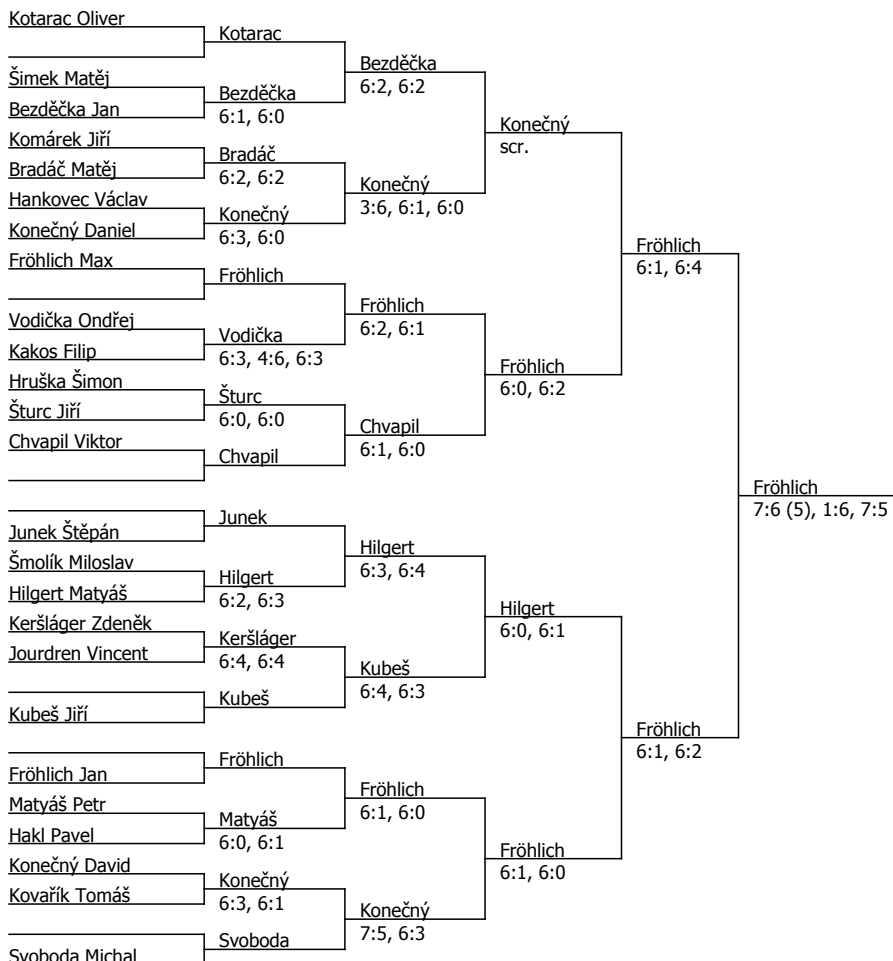 Kotarac Oliver
Šimek Matěj
Bezděčka Jan
Komárek Jiří
Bradáč Matěj
Hankovec Václav
Konečný Daniel
Fröhlich Max
Vodička Ondřej
Kakos Filip
Hruška Šimon
Šturc Jiří
Chvapil Viktor
Junek Štěpán
Šmolík Miloslav
Hilgert Matyáš
Keršláger Zdeněk
Jourdren Vincent
Kubeš Jiří
Fröhlich Jan
Matyáš Petr
Hakl Pavel
Konečný David
Kovařík Tomáš
Svoboda Michal
Kotarac
Bezděčka
6:1, 6:0
Bradáč
6:2, 6:2
Konečný
6:3, 6:0
Fröhlich
Vodička
6:3, 4:6, 6:3
Šturc
6:0, 6:0
Chvapil
Junek
Hilgert
6:2, 6:3
Keršláger
6:4, 6:4
Kubeš
Fröhlich
Matyáš
6:0, 6:1
Konečný
6:3, 6:1
Svoboda
Bezděčka
6:2, 6:2
Konečný
3:6, 6:1, 6:0
Fröhlich
6:2, 6:1
Chvapil
6:1, 6:0
Hilgert
6:3, 6:4
Kubeš
6:4, 6:3
Fröhlich
6:1, 6:0
Konečný
7:5, 6:3
Konečný
scr.
Fröhlich
6:0, 6:2
Hilgert
6:0, 6:1
Fröhlich
6:1, 6:0
Fröhlich
6:1, 6:4
Fröhlich
6:1, 6:2
Fröhlich
7:6 (5), 1:6, 7:5